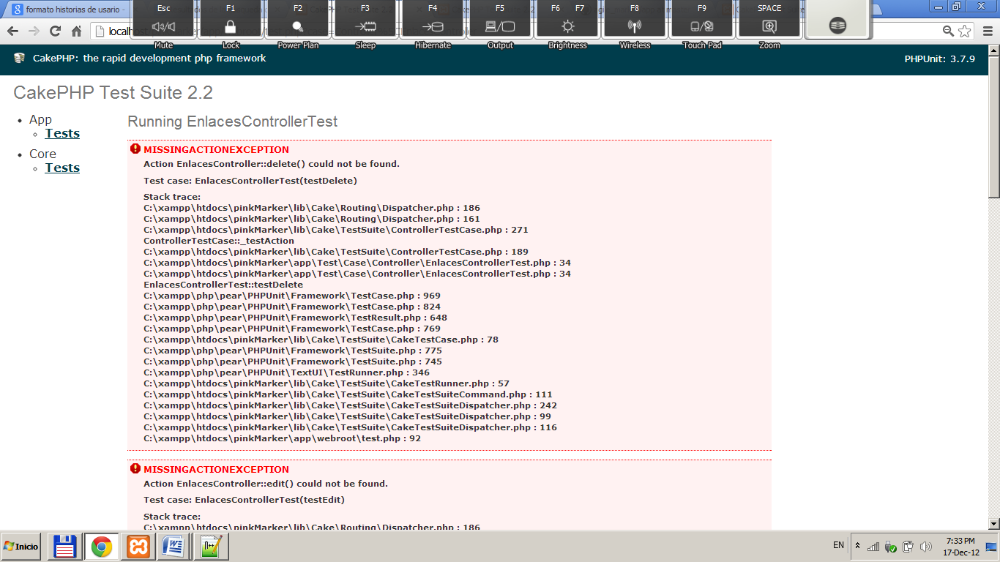 formato historias de usario -
Esc
F1
F2
F3
F4
F5
F6 F7
F8
F9
SPACE
Mute
Lock
Power Plan
Sleep
Hibernate
Output
Brightness
Wireless
Touch Pad
Zoom
CakePHP: the rapid development php framework
PHPUnit: 3.7.9
CakePHP Test Suite 2.2
App
Tests
Core
Tests
Running EnlacesControllerTest
MISSINGACTIONEXCEPTION
Action EnlacesController::delete() could not be found.
Test case: EnlacesControllerTest(testDelete)
Stack trace:
C:\xampp\htdocs\pinkMarker\lib\Cake\Routing\Dispatcher.php : 186
C:\xampp\htdocs\pinkMarker\lib\Cake\Routing\Dispatcher.php : 161
C:\xampp\htdocs\pinkMarker\lib\Cake\TestSuite\ControllerTestCase.php : 271
ControllerTestCase::_testAction
C:\xampp\htdocs\pinkMarker\lib\Cake\TestSuite\ControllerTestCase.php : 189
C:\xampp\htdocs\pinkMarker\app\Test\Case\Controller\EnlacesControllerTest.php : 34
C:\xampp\htdocs\pinkMarker\app\Test\Case\Controller\EnlacesControllerTest.php : 34
EnlacesControllerTest::testDelete
C:\xampp\php\pear\PHPUnit\Framework\TestCase.php : 969
C:\xampp\php\pear\PHPUnit\Framework\TestCase.php : 824
C:\xampp\php\pear\PHPUnit\Framework\TestResult.php : 648
C:\xampp\php\pear\PHPUnit\Framework\TestCase.php : 769
C:\xampp\htdocs\pinkMarker\lib\Cake\TestSuite\CakeTestCase.php : 78
C:\xampp\php\pear\PHPUnit\Framework\TestSuite.php : 775
C:\xampp\php\pear\PHPUnit\Framework\TestSuite.php : 745
C:\xampp\php\pear\PHPUnit\TextUI\TestRunner.php : 346
C:\xampp\htdocs\pinkMarker\lib\Cake\TestSuite\CakeTestRunner.php : 57
C:\xampp\htdocs\pinkMarker\lib\Cake\TestSuite\CakeTestSuiteCommand.php : 111
C:\xampp\htdocs\pinkMarker\lib\Cake\TestSuite\CakeTestSuiteDispatcher.php : 242
C:\xampp\htdocs\pinkMarker\lib\Cake\TestSuite\CakeTestSuiteDispatcher.php : 99
C:\xampp\htdocs\pinkMarker\lib\Cake\TestSuite\CakeTestSuiteDispatcher.php : 116
C:\xampp\htdocs\pinkMarker\app\webroot\test.php : 92
MISSINGACTIONEXCEPTION
Action EnlacesController::edit() could not be found.
Test case: EnlacesControllerTest(testEdit)
Stack trace:
C:\xampp\htdocs\pinkMarker\lib\Cake\Routing\Dispatcher.php : 186
Inicio
EN
7:33 PM
17-Dec-12